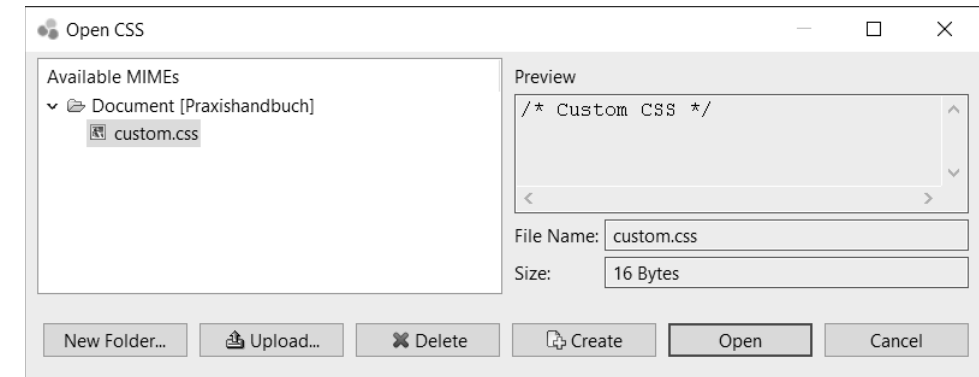 Open CSS
Available MIMEs
Document [Praxishandbuch]
custom.css
Preview
/* Custom CSS */
File Name: custom.css
Size: 16 Bytes
New Folder... Upload... Delete Create Open Cancel